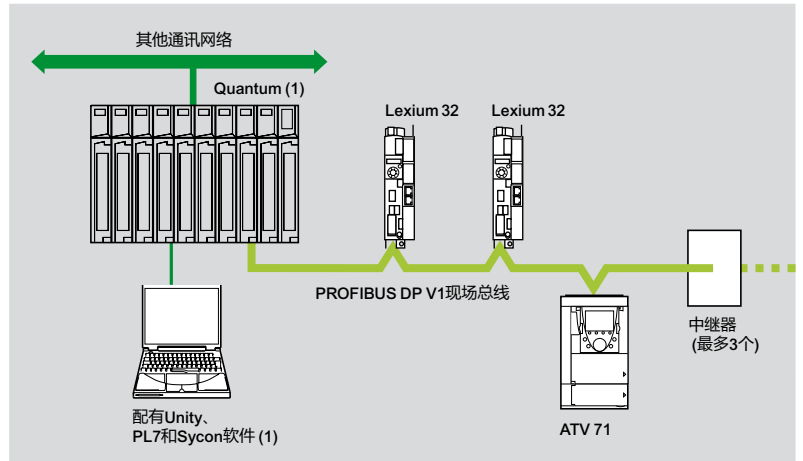 其他通讯网络
Quantum (1)
Lexium 32
Lexium 32
PROFIBUS DP V1现场总线
中继器
(最多3个)
配有Unity、
PL7和Sycon软件 (1)
ATV 71